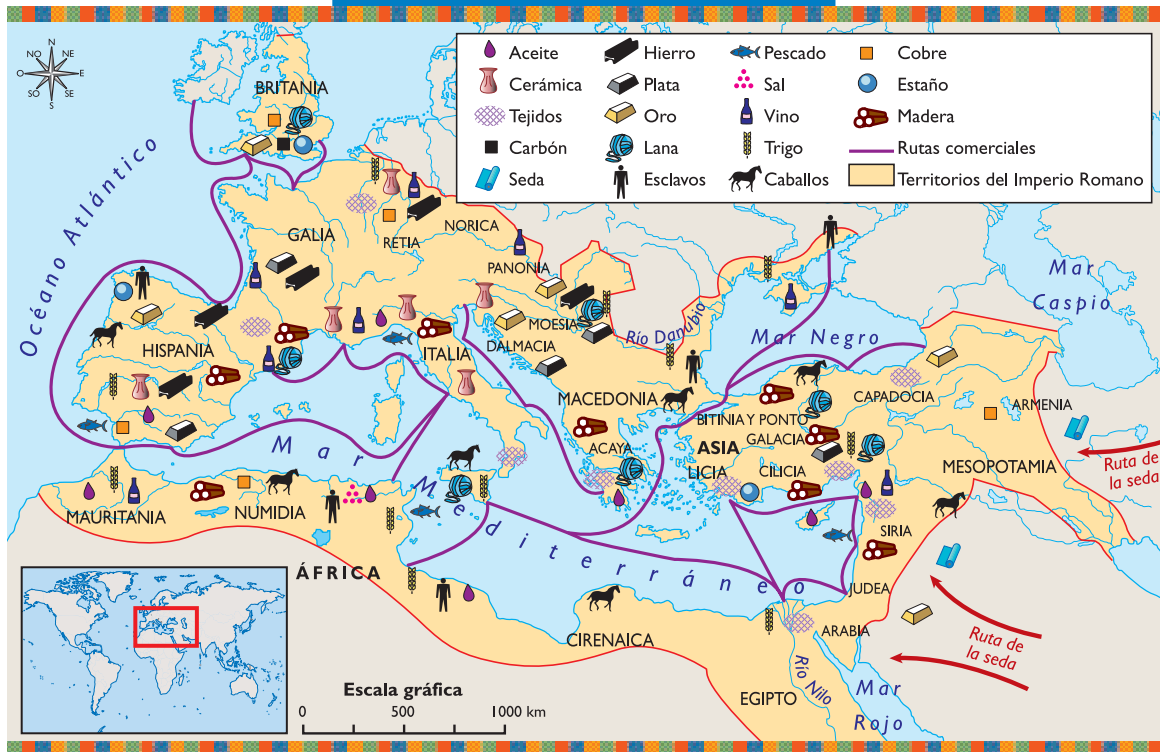 N
NO
NE
O
E
SO
SE
S
Aceite
Hierro
Pescado
Cobre
Cerámica
Plata
Sal
Estaño
Tejidos
Oro
Vino
Madera
Carbón
Lana
Trigo
Rutas comerciales
Seda
Esclavos
Caballos
Territorios del Imperio Romano
BRITANIA
Océano Atlántico
GALIA
RETIA
NORICA
PANONIA
HISPANIA
ITALIA
DALMACIA
MOESIA
Río Danubio
Mar Negro
Mar
Caspio
MACEDONIA
ACAYA
BITINIA Y PONTO
GALACIA
CAPADOCIA
ARMENIA
ASIA
LICIA
CILICIA
MESOPOTAMIA
Ruta de
la seda
SIRIA
JUDEA
Mar
Mediterráneo
MAURITANIA
NUMIDIA
ÁFRICA
CIRENAICA
ARABIA
EGIPTO
Río Nilo
Mar
Rojo
Ruta de
la seda
Escala gráfica
0 500 1000 km